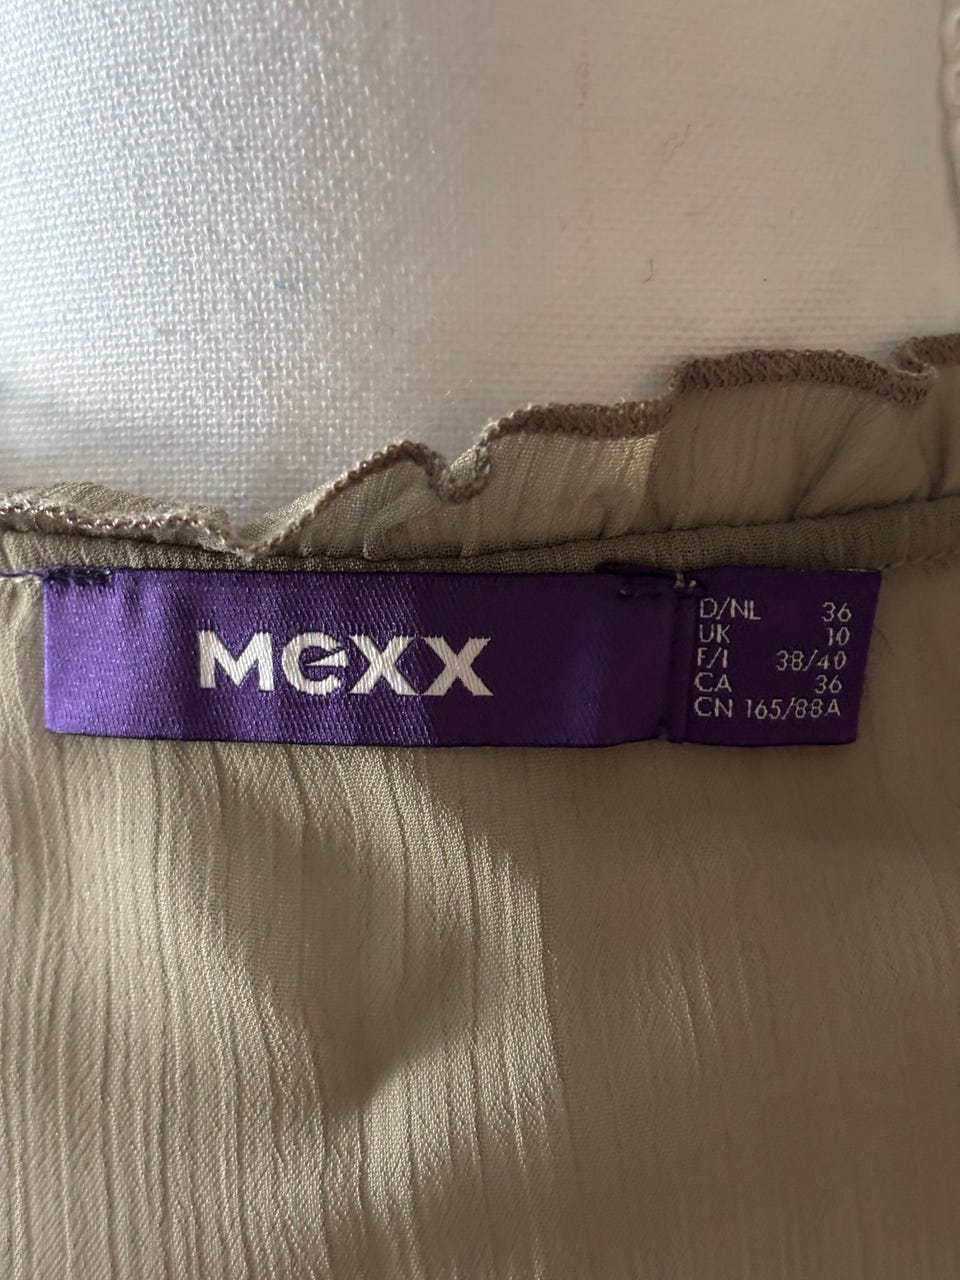 MEXX
D/NL 36
UK 10
F/I 38/40
CA 36
CN 165/88A